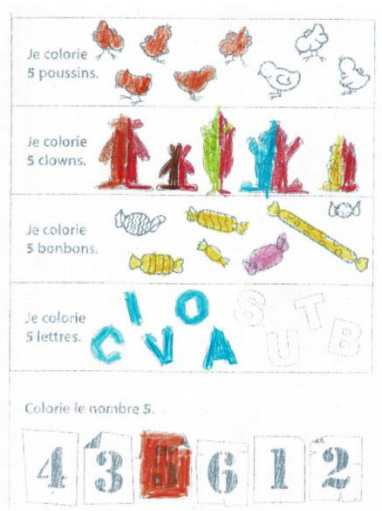 Je colorie
5 poussins.
Je colorie
5 clowns.
Je colorie
5 bonbons.
Je colorie
5 lettres.
I O S T
C V A U B
Colorie le nombre 5.
4 3 5 6 1 2